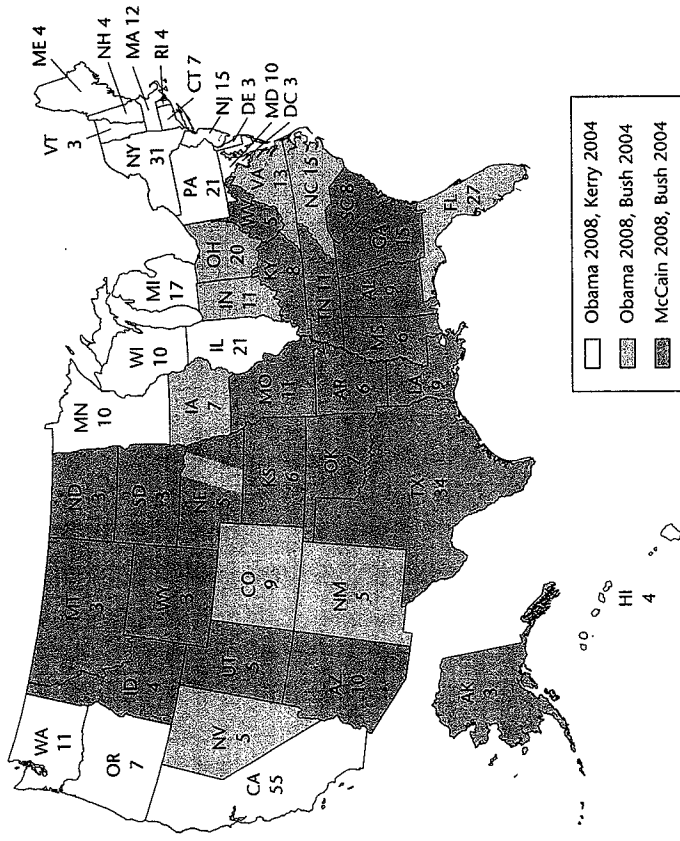 WA
11
OR
7
CA
55
NV
5
ID
4
MT
3
WY
3
UT
5
AZ
10
CO
9
NM
5
ND
3
SD
3
NE
5
KS
6
OK
7
TX
34
MN
10
IA
7
MO
11
AR
6
LA
9
WI
10
IL
21
MI
17
IN
11
OH
20
KY
8
TN 11
MS
6
AL
9
GA
15
FL
27
SC 8
NC 15
VA
13
WV
5
PA
21
NY
31
VT
3
ME 4
NH 4
MA 12
RI 4
CT 7
NJ 15
DE 3
MD 10
DC 3
AK
3
HI
4
Obama 2008, Kerry 2004
Obama 2008, Bush 2004
McCain 2008, Bush 2004